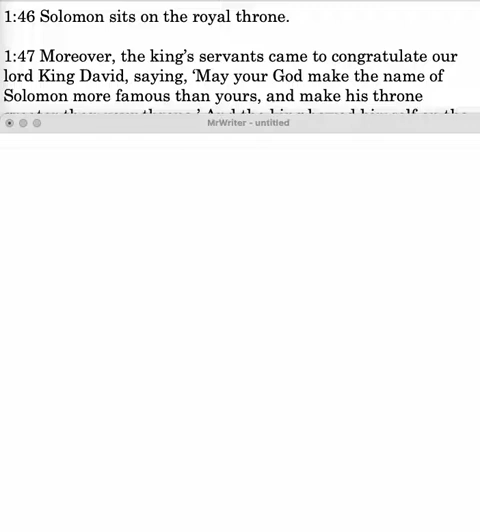 1:46 Solomon sits on the royal throne.
1:47 Moreover, the king's servants came to congratulate our
lord King David, saying, ‘May your God make the name of
Solomon more famous than yours, and make his throne
MrWriter - untitled